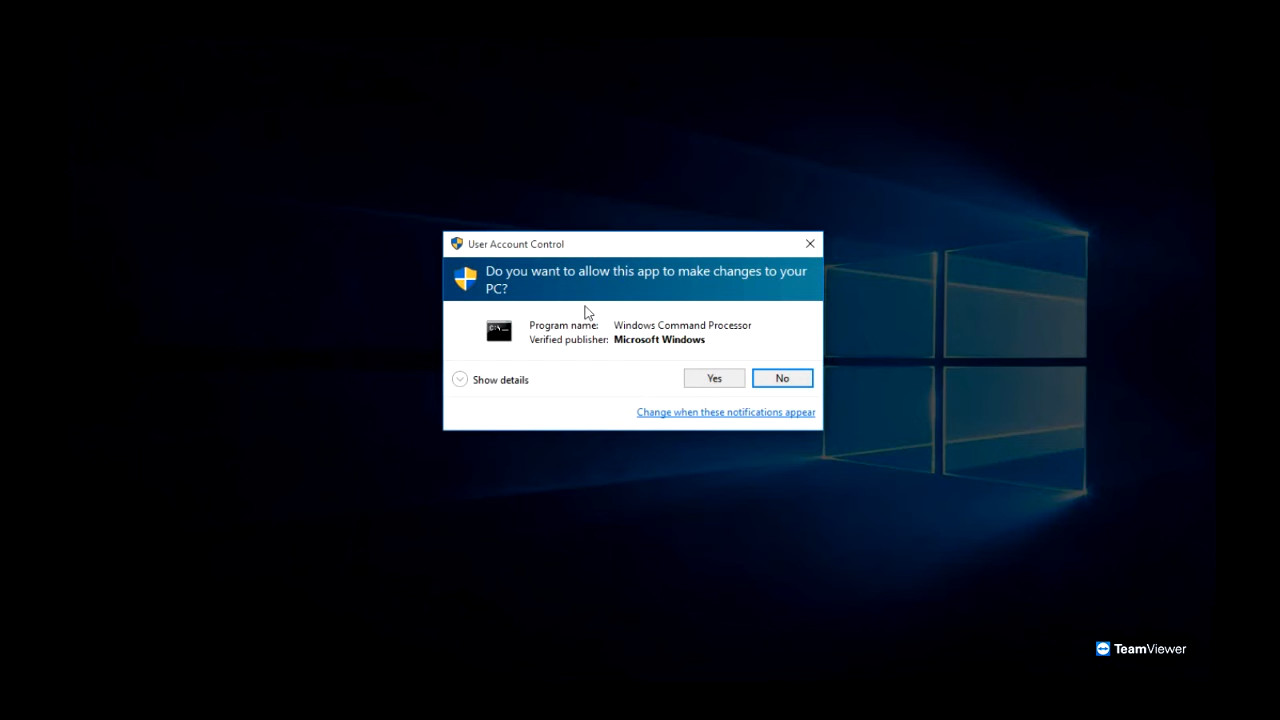 User Account Control
Do you want to allow this app to make changes to your
PC?
Program name: Windows Command Processor
Verified publisher: Microsoft Windows
Show details
Yes
No
Change when these notifications appear
TeamViewer